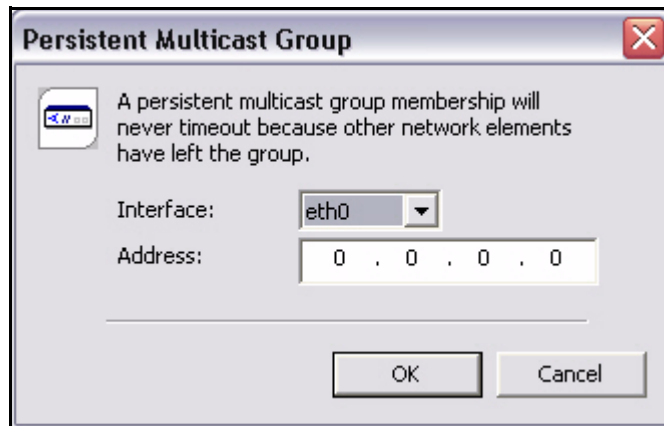 Persistent Multicast Group
A persistent multicast group membership will
never timeout because other network elements
have left the group.
Interface: eth0
Address: 0 . 0 . 0 . 0
OK Cancel